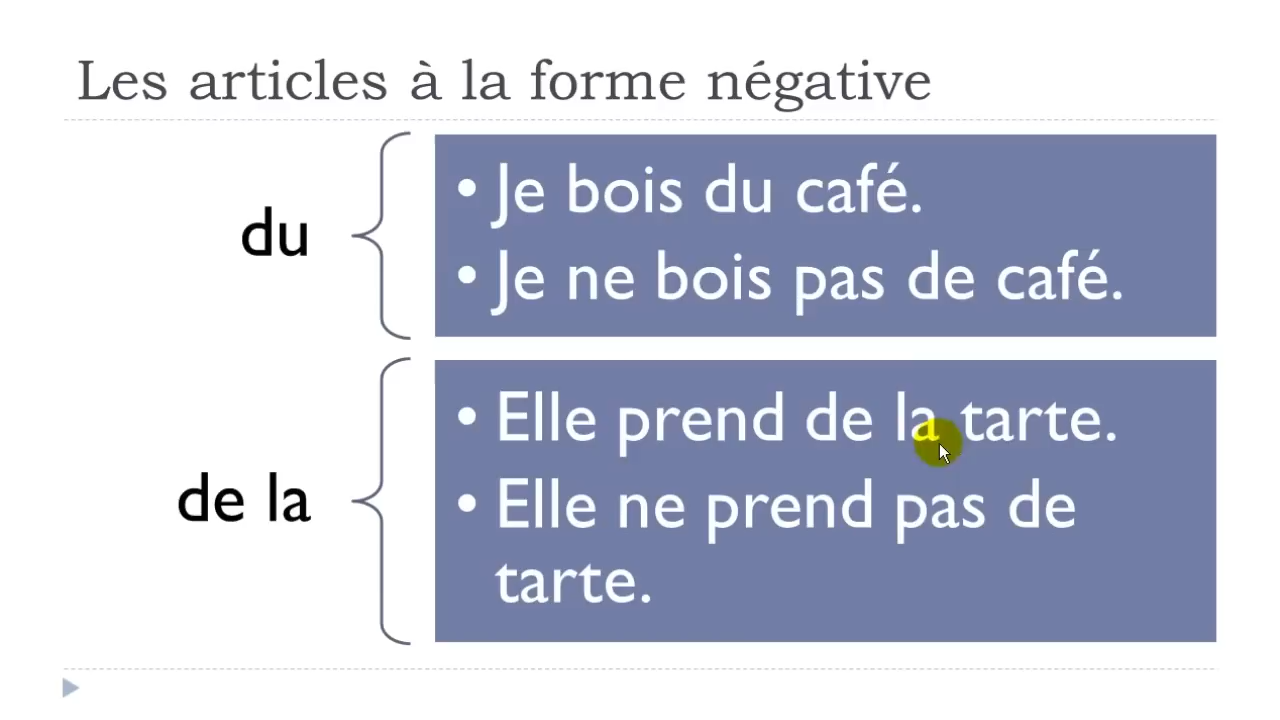 Les articles à la forme négative
du
• Je bois du café.
• Je ne bois pas de café.
de la
• Elle prend de la tarte.
• Elle ne prend pas de
tarte.